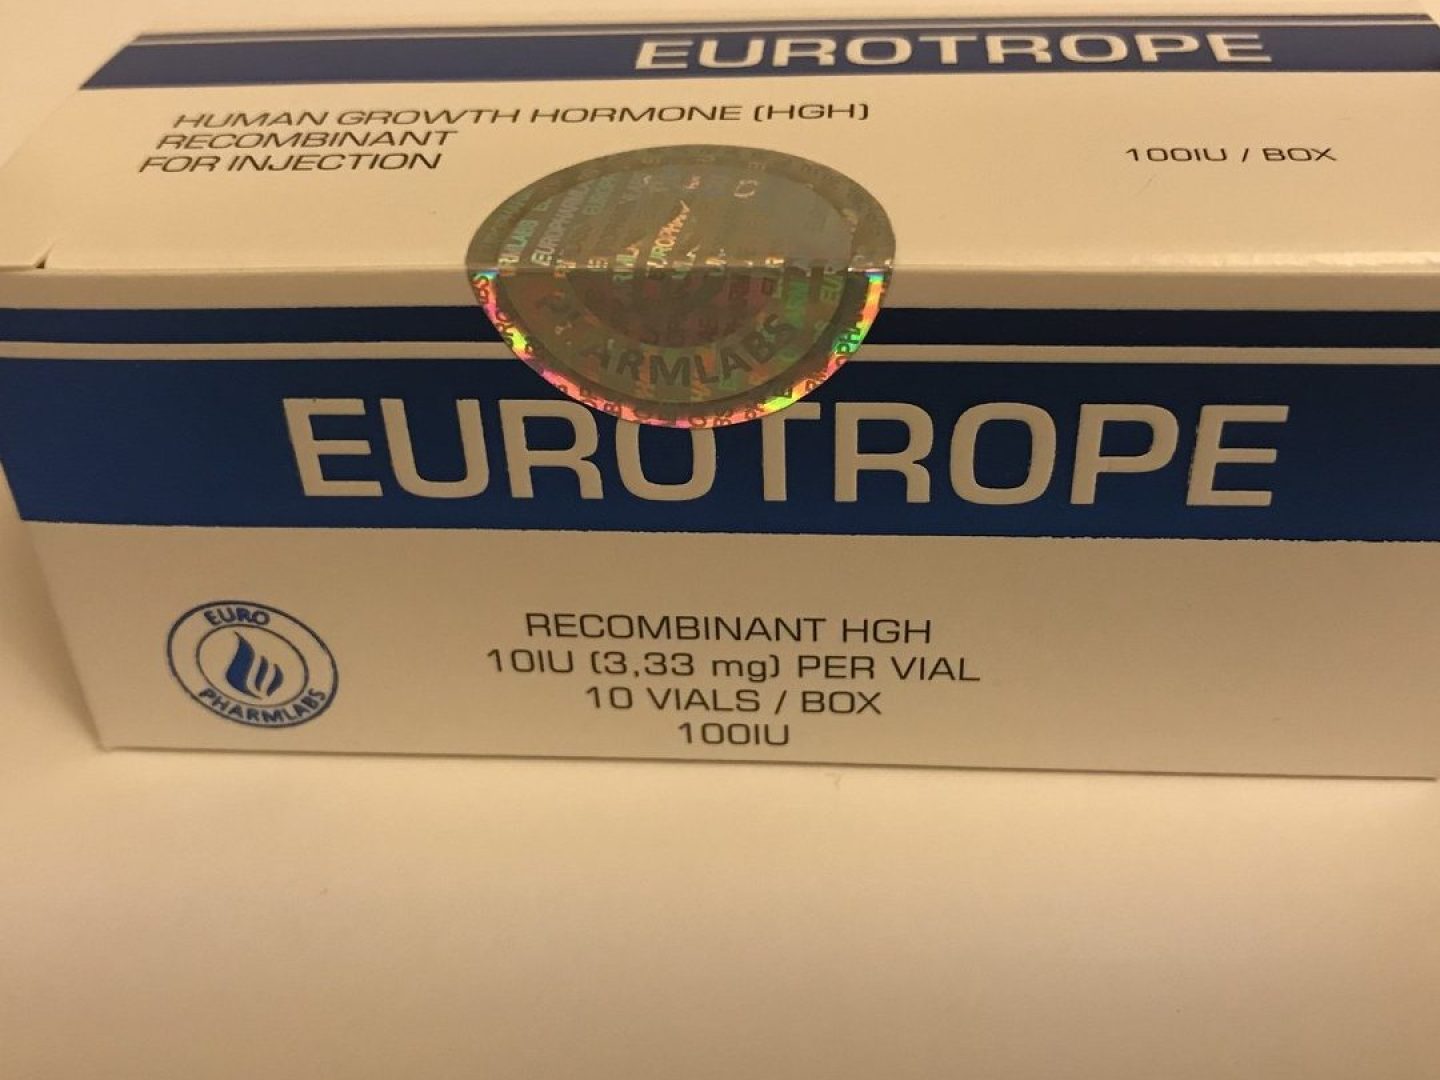 EUROTROPE
HUMAN GROWTH HORMONE (HGH)
RECOMBINANT
FOR INJECTION
100IU / BOX
ARMLABS
EUROTROPE
EURO
PHARMLABS
RECOMBINANT HGH
10IU (3,33 mg) PER VIAL
10 VIALS / BOX
100IU